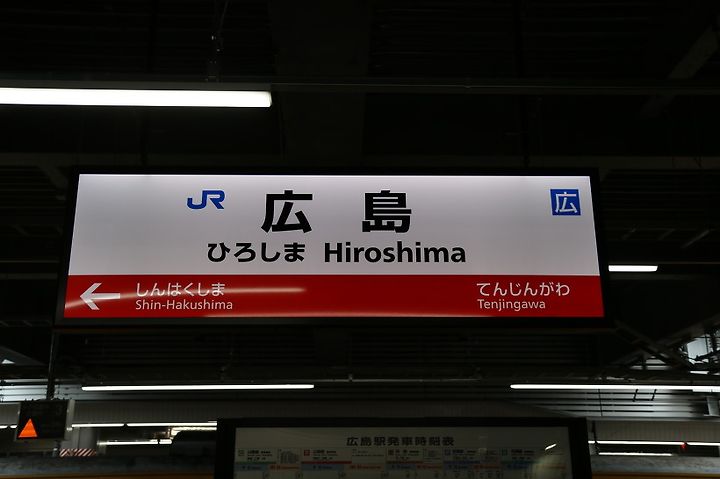 JR 広島 広
ひろしま Hiroshima
しんはくしま てんじんがわ
Shin-Hakushima Tenjingawa
広島駅発車時刻表